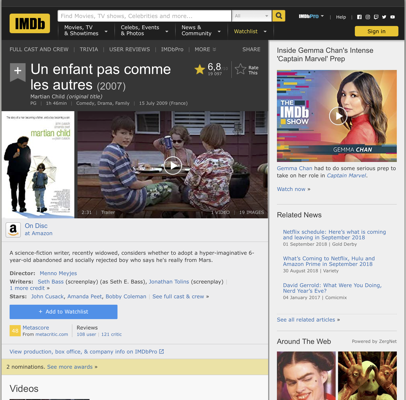 IMDb
Find Movies, TV shows, Celebrities and more...
All
IMDbPro
Help
Movies, TV
& Showtimes
Celebs, Events
& Photos
News &
Community
Watchlist
Sign in
FULL CAST AND CREW | TRIVIA | USER REVIEWS | IMDbPro | MORE
SHARE
Un enfant pas comme
les autres (2007)
Martian Child (original title)
PG | 1h 46min | Comedy, Drama, Family | 15 July 2009 (France)
6,8
Rate
This
martian child
2:31 | Trailer
1 VIDEO | 19 IMAGES
On Disc
at Amazon
A science-fiction writer, recently widowed, considers whether to adopt a hyper-imaginative 6-
year-old abandoned and socially rejected boy who says he's really from Mars.
Director: Menno Meyjes
Writers: Seth Bass (screenplay) (as Seth E. Bass), Jonathan Tolins (screenplay) |
1 more credit »
Stars: John Cusack, Amanda Peet, Bobby Coleman | See full cast & crew »
+ Add to Watchlist
Metascore
From metacritic.com
Reviews
108 user | 121 critic
View production, box office, & company info on IMDbPro
2 nominations. See more awards »
Videos
Inside Gemma Chan's Intense
'Captain Marvel' Prep
THE
IMDb
SHOW
GEMMA CHAN
Gemma Chan had to do some serious prep to
take on her role in Captain Marvel.
Watch now »
Related News
Netflix schedule: Here's what is coming
and leaving in September 2018
01 September 2018 | Gold Derby
What's Coming to Netflix, Hulu and
Amazon Prime in September 2018
30 August 2018 | Variety
David Gerrold: What Were You Doing,
Nerd Year's Eve?
04 January 2017 | Comicmix
See all related articles »
Around The Web
Powered by ZergNet